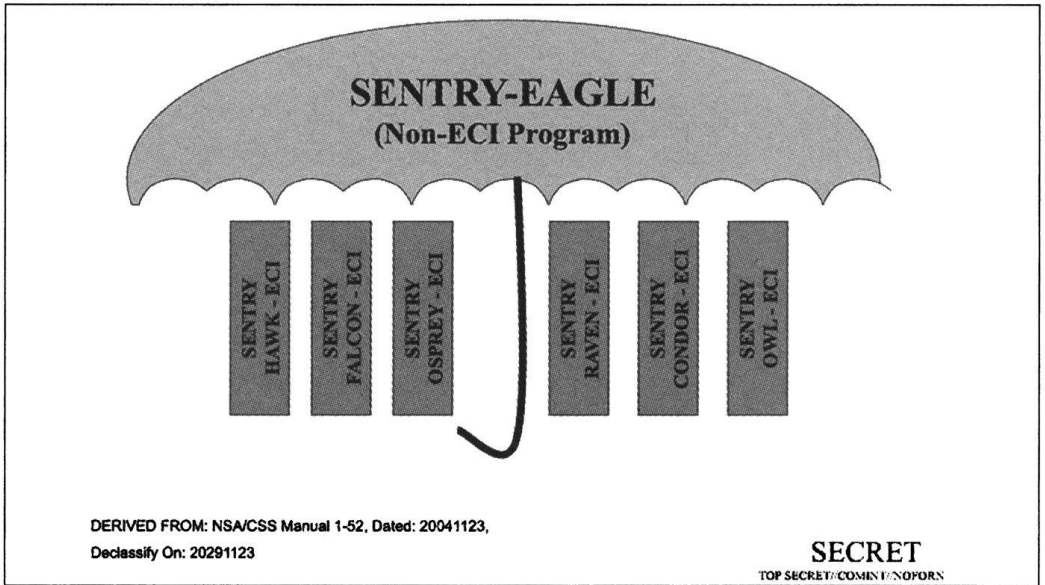 SENTRY-EAGLE
(Non-ECI Program)
SENTRY
HAWK - ECI
SENTRY
FALCON - ECI
SENTRY
OSPREY - ECI
SENTRY
RAVEN - ECI
SENTRY
CONDOR - ECI
SENTRY
OWL - ECI
DERIVED FROM: NSA/CSS Manual 1-52, Dated: 20041123,
Declassify On: 20291123
SECRET
TOP SECRET//COMINT//NOFORN